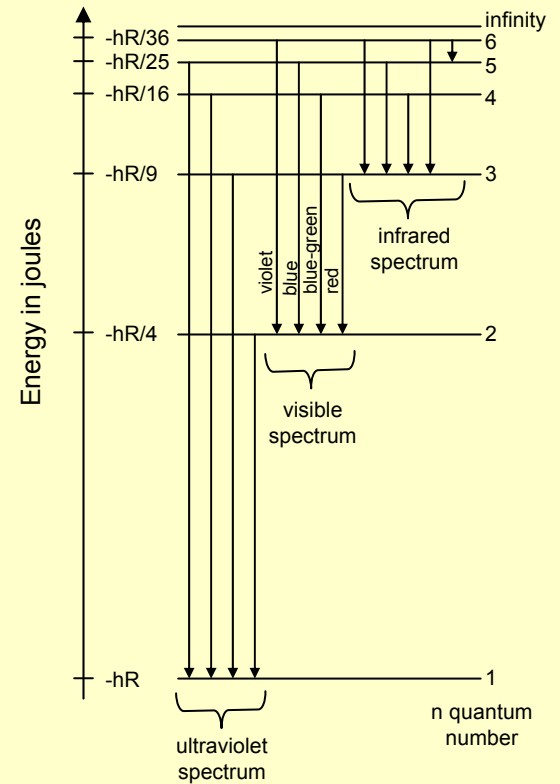 infinity
-hR/36
6
-hR/25
5
-hR/16
4
-hR/9
3
infrared
spectrum
violet
blue
blue-green
red
Energy in joules
-hR/4
2
visible
spectrum
-hR
1
n quantum
number
ultraviolet
spectrum